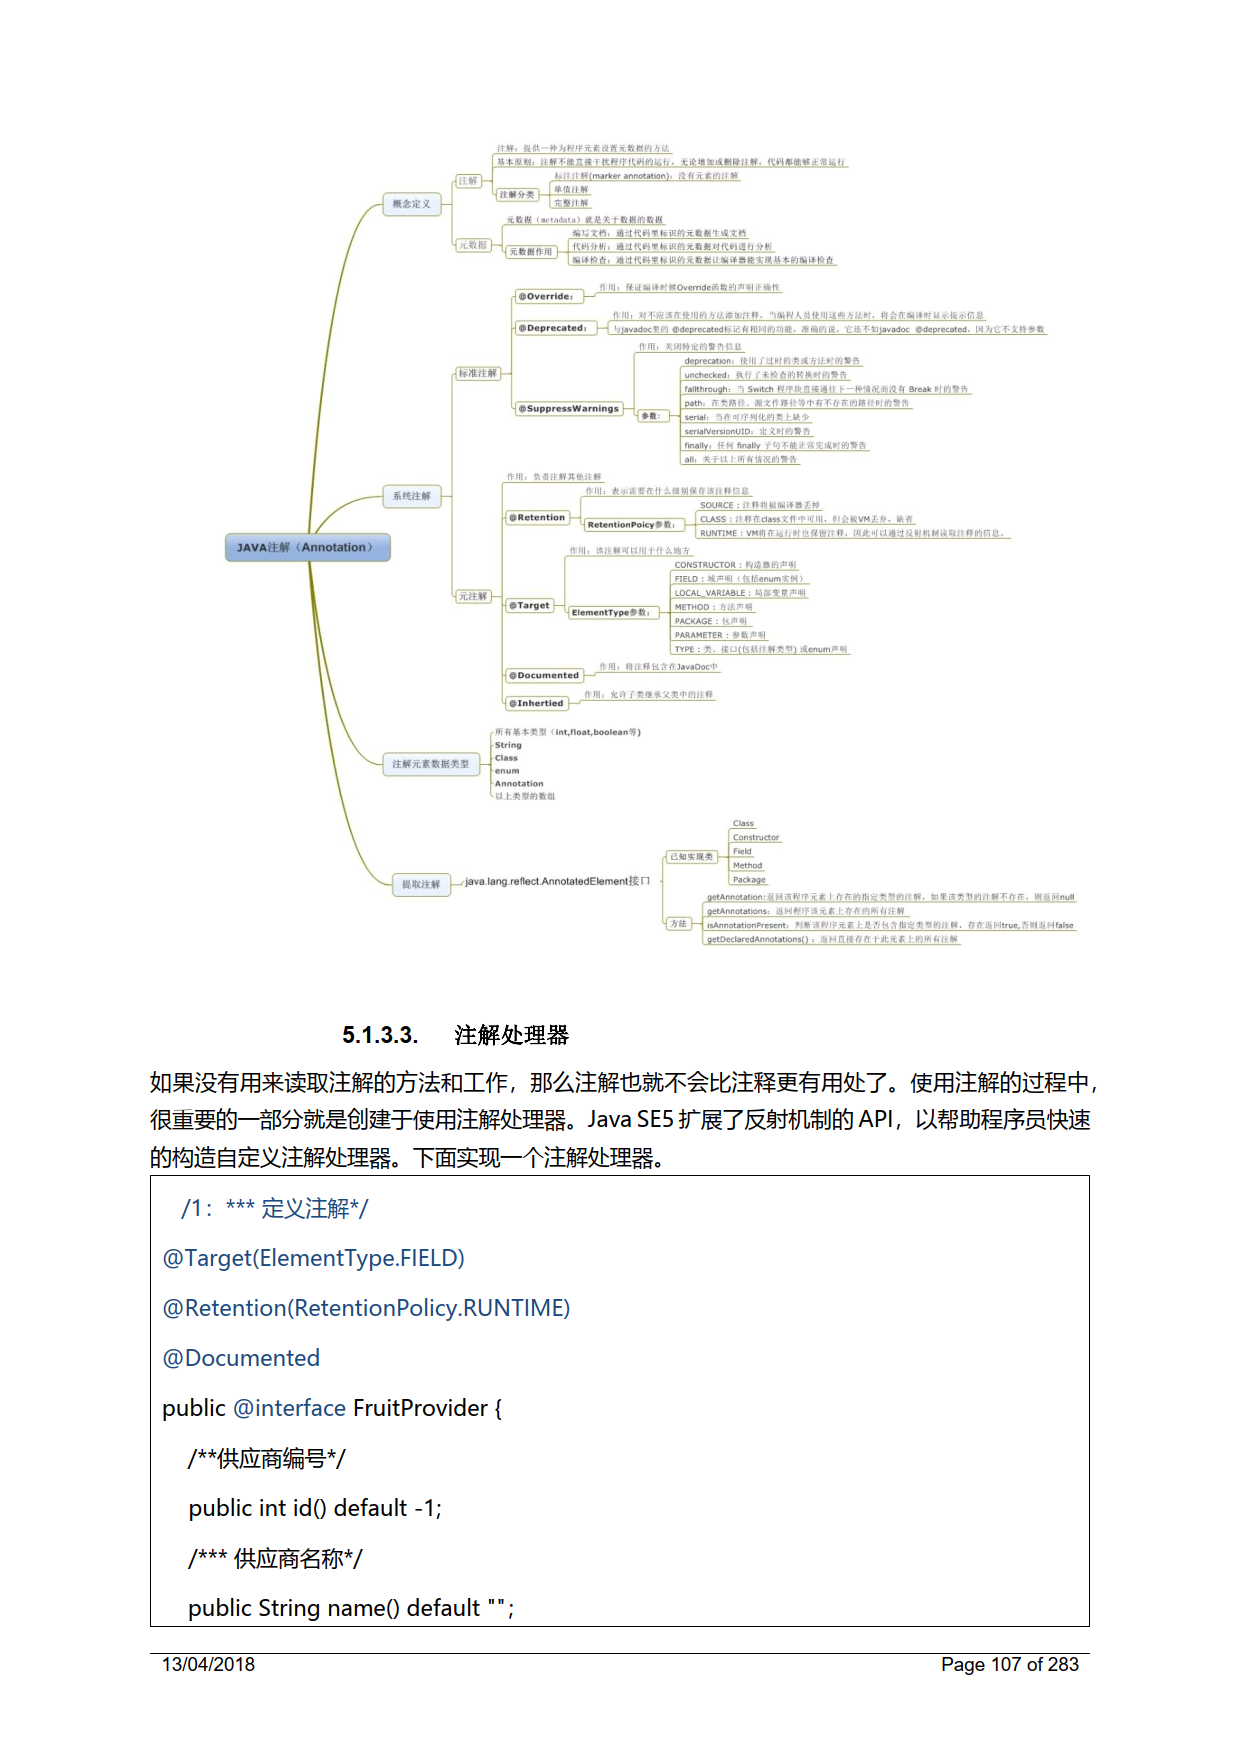 注解：提供一种为程序元素设置元数据的方法
基本原则：注解不能直接干扰程序代码的运行，无论增加或删除注解，代码都能够正常运行
注解
标注注解(marker annotation)：没有元素的注解
注解分类
单值注解
完整注解
概念定义
元数据（metadata）就是关于数据的数据
编写文档：通过代码里标识的元数据生成文档
元数据
元数据作用
代码分析：通过代码里标识的元数据对代码进行分析
编译检查：通过代码里标识的元数据让编译器能实现基本的编译检查
@Override：
作用：保证编译时候Override函数的声明正确性
作用：对不应该在使用的方法添加注释，当编程人员使用这些方法时，将会在编译时显示提示信息
@Deprecated：
与javadoc里的 @deprecated标记有相同的功能，准确的说，它还不如javadoc @deprecated，因为它不支持参数
作用：关闭特定的警告信息
标准注解
deprecation：使用了过时的类或方法时的警告
unchecked：执行了未检查的转换时的警告
fallthrough：当 Switch 程序块直接通往下一种情况而没有 Break 时的警告
path：在类路径、源文件路径等中有不存在的路径时的警告
@SuppressWarnings
参数：
serial：当在可序列化的类上缺少
serialVersionUID：定义时的警告
finally：任何 finally 子句不能正常完成时的警告
all：关于以上所有情况的警告
系统注解
作用：负责注解其他注解
作用：表示需要在什么级别保存该注释信息
@Retention
SOURCE：注释将被编译器丢掉
RetentionPoicy参数：
CLASS：注释在class文件中可用，但会被VM丢弃，缺省
RUNTIME：VM将在运行时也保留注释，因此可以通过反射机制读取注释的信息。
JAVA注解（Annotation）
作用：该注解可以用于什么地方
CONSTRUCTOR：构造器的声明
FIELD：域声明（包括enum实例）
元注解
LOCAL_VARIABLE：局部变量声明
@Target
ElementType参数：
METHOD：方法声明
PACKAGE：包声明
PARAMETER：参数声明
TYPE：类、接口(包括注解类型) 或enum声明
@Documented
作用：将注释包含在JavaDoc中
@Inhertied
作用：允许子类继承父类中的注释
所有基本类型（int,float,boolean等）
String
Class
注解元素数据类型
enum
Annotation
以上类型的数组
Class
Constructor
已知实现类
Field
Method
Package
提取注解
java.lang.reflect.AnnotatedElement接口
getAnnotation:返回该程序元素上存在的指定类型的注解，如果该类型的注解不存在，则返回null
getAnnotations：返回程序该元素上存在的所有注解
方法
isAnnotationPresent：判断该程序元素上是否包含指定类型的注解，存在返回true,否则返回false
getDeclaredAnnotations()：返回直接存在于此元素上的所有注解
5.1.3.3. 注解处理器
如果没有用来读取注解的方法和工作，那么注解也就不会比注释更有用处了。使用注解的过程中，
很重要的一部分就是创建于使用注解处理器。Java SE5 扩展了反射机制的 API，以帮助程序员快速
的构造自定义注解处理器。下面实现一个注解处理器。
/1：*** 定义注解*/
@Target(ElementType.FIELD)
@Retention(RetentionPolicy.RUNTIME)
@Documented
public @interface FruitProvider {
/**供应商编号*/
public int id() default -1;
/*** 供应商名称*/
public String name() default "";
13/04/2018 Page 107 of 283